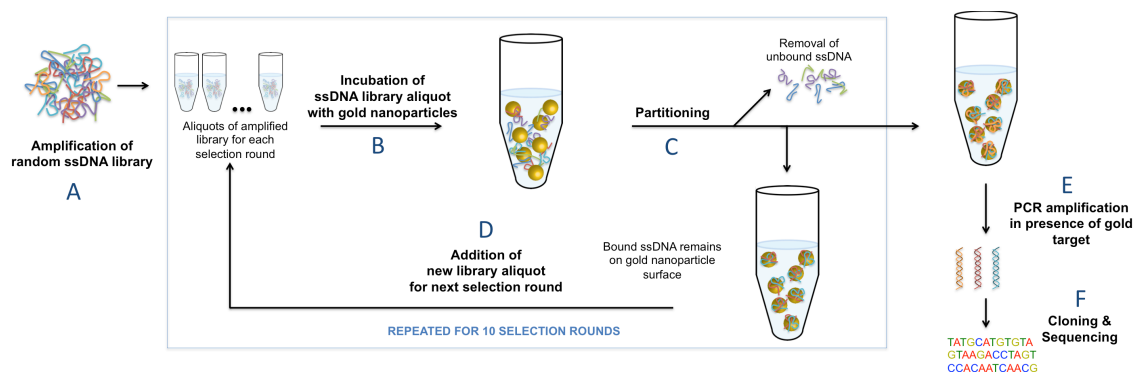 Amplification of
random ssDNA library
A
Aliquots of amplified
library for each
selection round
Incubation of
ssDNA library aliquot
with gold nanoparticles
B
Partitioning
C
Removal of
unbound ssDNA
D
Addition of
new library aliquot
for next selection round
Bound ssDNA remains
on gold nanoparticle
surface
REPEATED FOR 10 SELECTION ROUNDS
E
PCR amplification
in presence of gold
target
F
Cloning &
Sequencing
TATGCATGTGTA
GTAAGACCTAGT
CCACAATCAACG